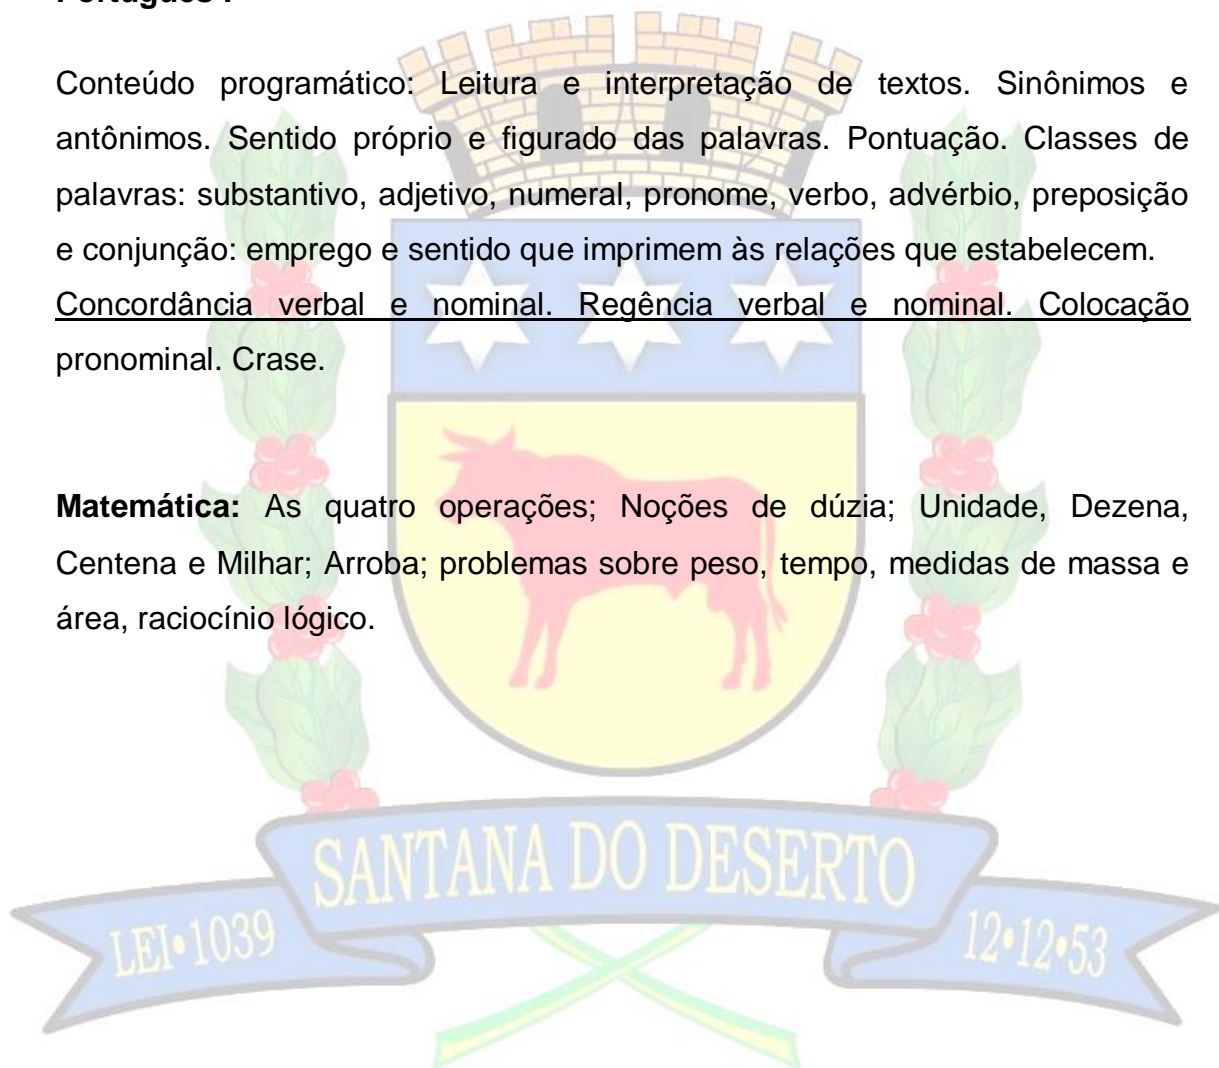 Conteúdo programático: Leitura e interpretação de textos. Sinônimos e
antônimos. Sentido próprio e figurado das palavras. Pontuação. Classes de
palavras: substantivo, adjetivo, numeral, pronome, verbo, advérbio, preposição
e conjunção: emprego e sentido que imprimem às relações que estabelecem.
Concordância verbal e nominal. Regência verbal e nominal. Colocação
pronominal. Crase.
Matemática: As quatro operações; Noções de dúzia; Unidade, Dezena,
Centena e Milhar; Arroba; problemas sobre peso, tempo, medidas de massa e
área, raciocínio lógico.
SANTANA DO DESERTO
LEI•1039
12•12•53